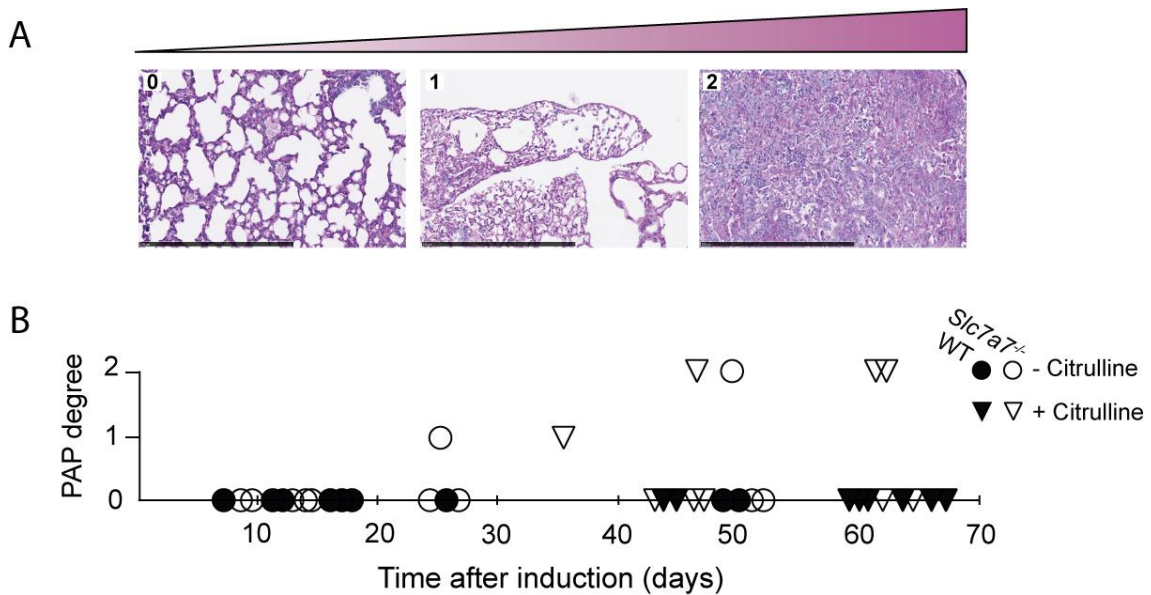 A
0
1
2
B
PAP degree
2
1
0
10 20 30 40 50 60 70
Time after induction (days)
Slc7a7-/-
WT
- Citrulline
+ Citrulline